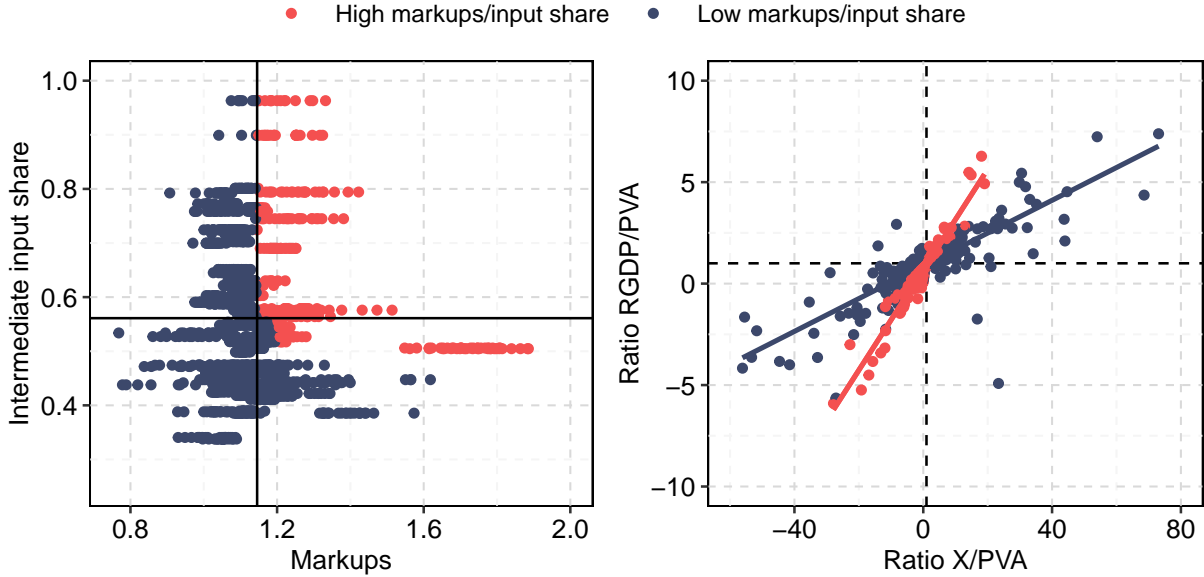 High markups/input share
Low markups/input share
Intermediate input share
1.0
0.8
0.6
0.4
0.8
1.2
1.6
2.0
Markups
Ratio RGDP/PVA
10
5
0
−5
−10
−40
0
40
80
Ratio X/PVA